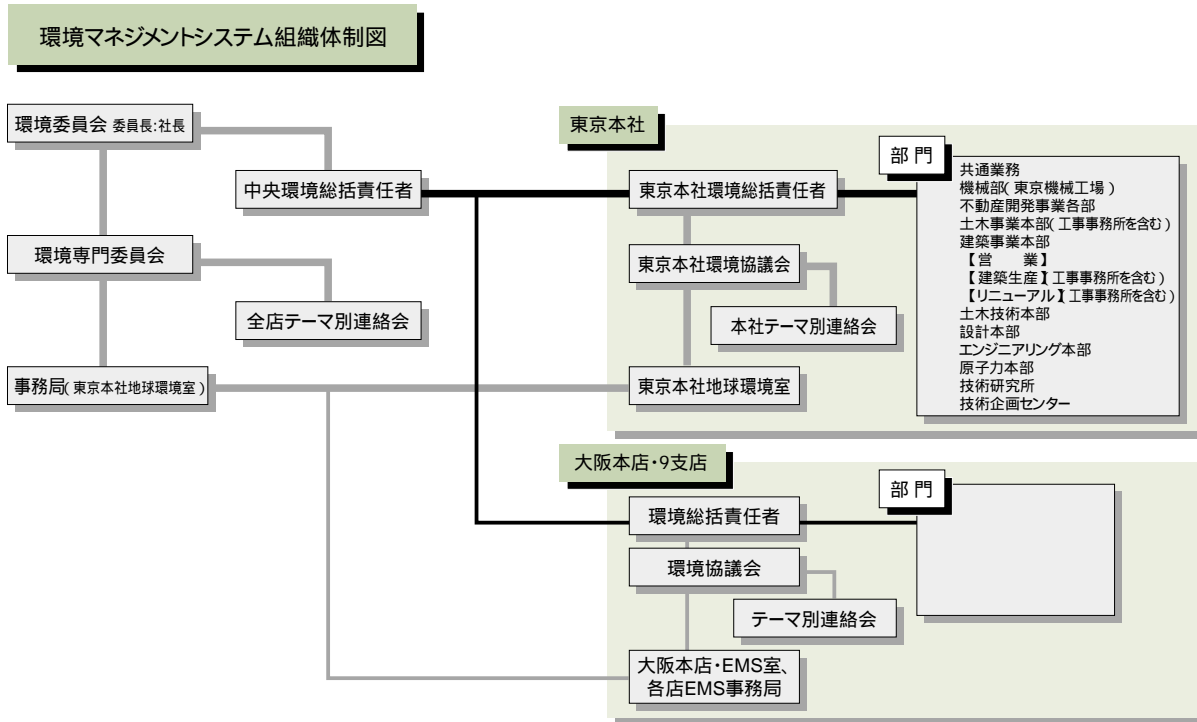 環境マネジメントシステム組織体制図
環境委員会 委員長:社長
中央環境総括責任者
環境専門委員会
全店テーマ別連絡会
事務局(東京本社地球環境室)
東京本社
東京本社環境総括責任者
東京本社環境協議会
本社テーマ別連絡会
東京本社地球環境室
部 門
共通業務
機械部(東京機械工場)
不動産開発事業各部
土木事業本部(工事事務所を含む)
建築事業本部
【営　業】
【建築生産】(工事事務所を含む)
【リニューアル】(工事事務所を含む)
土木技術本部
設計本部
エンジニアリング本部
原子力本部
技術研究所
技術企画センター
大阪本店・9支店
環境総括責任者
環境協議会
テーマ別連絡会
大阪本店・EMS室、
各店EMS事務局
部 門